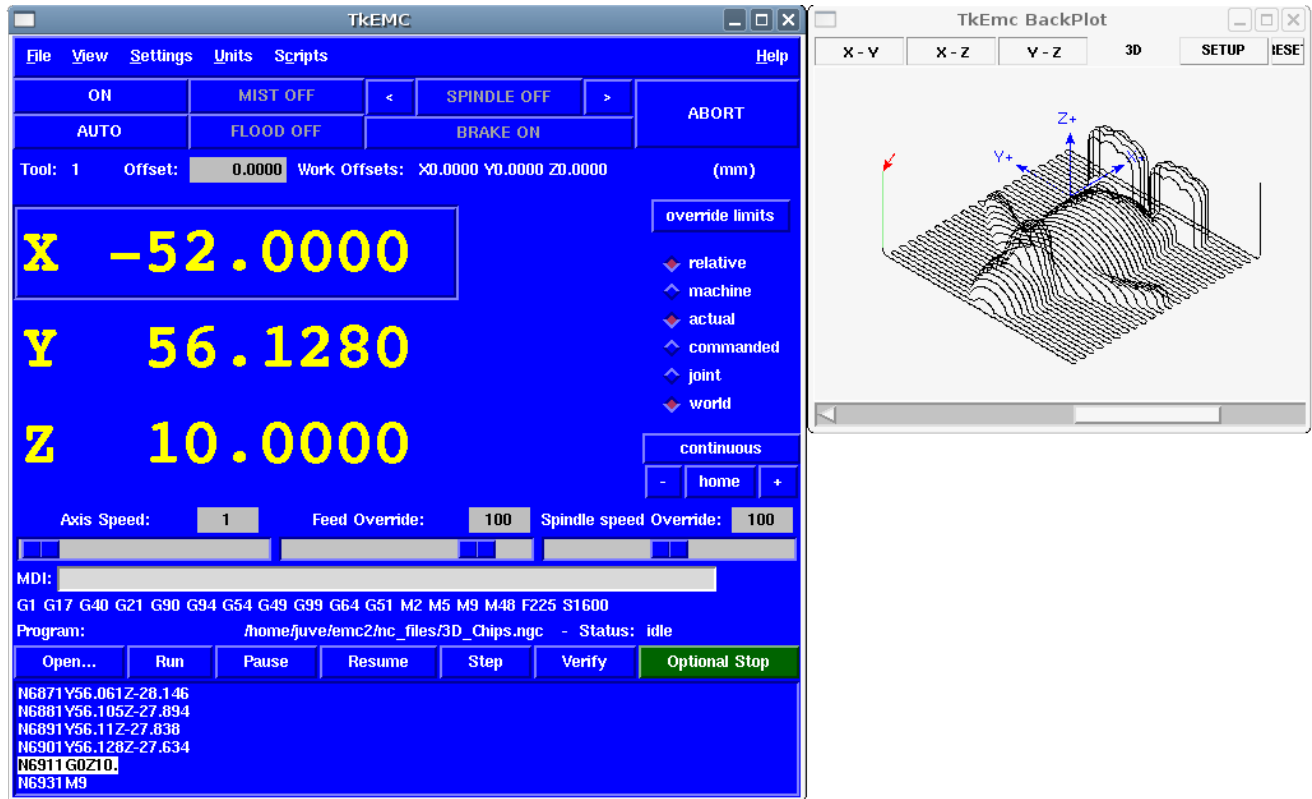 TkEMC
File View Settings Units Scripts Help
ON MIST OFF < SPINDLE OFF > ABORT
AUTO FLOOD OFF BRAKE ON
Tool: 1 Offset: 0.0000 Work Offsets: X0.0000 Y0.0000 Z0.0000 (mm)
override limits
X -52.0000
relative
machine
actual
Y 56.1280
commanded
joint
world
Z 10.0000
continuous
- home +
Axis Speed: 1 Feed Override: 100 Spindle speed Override: 100
MDI:
G1 G17 G40 G21 G90 G94 G54 G49 G99 G64 G51 M2 M5 M9 M48 F225 S1600
Program: /home/juve/emc2/nc_files/3D_Chips.ngc - Status: idle
Open... Run Pause Resume Step Verify Optional Stop
N6871Y56.061Z-28.146
N6881Y56.105Z-27.894
N6891Y56.11Z-27.838
N6901Y56.128Z-27.634
N6911G0Z10.
N6931M9
TkEmc BackPlot
X - Y X - Z Y - Z 3D SETUP RESET
Z+
Y+ X+